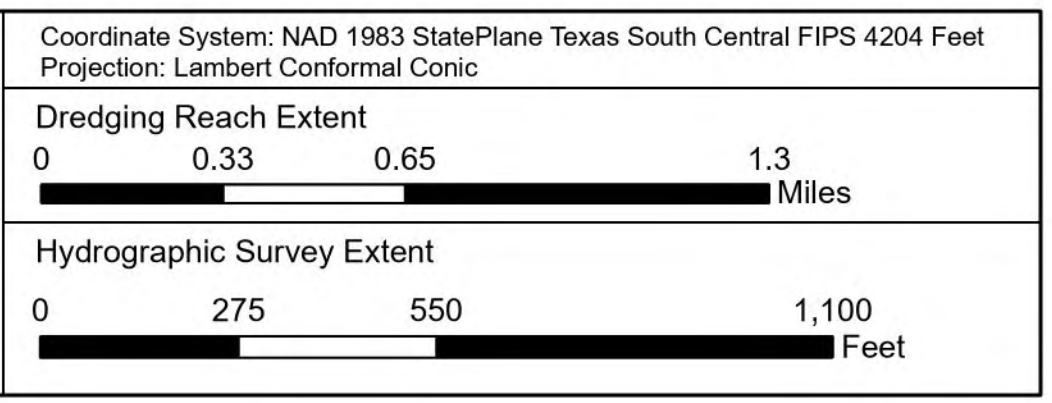 Coordinate System: NAD 1983 StatePlane Texas South Central FIPS 4204 Feet
Projection: Lambert Conformal Conic
Dredging Reach Extent
0 0.33 0.65 1.3
Miles
Hydrographic Survey Extent
0 275 550 1,100
Feet